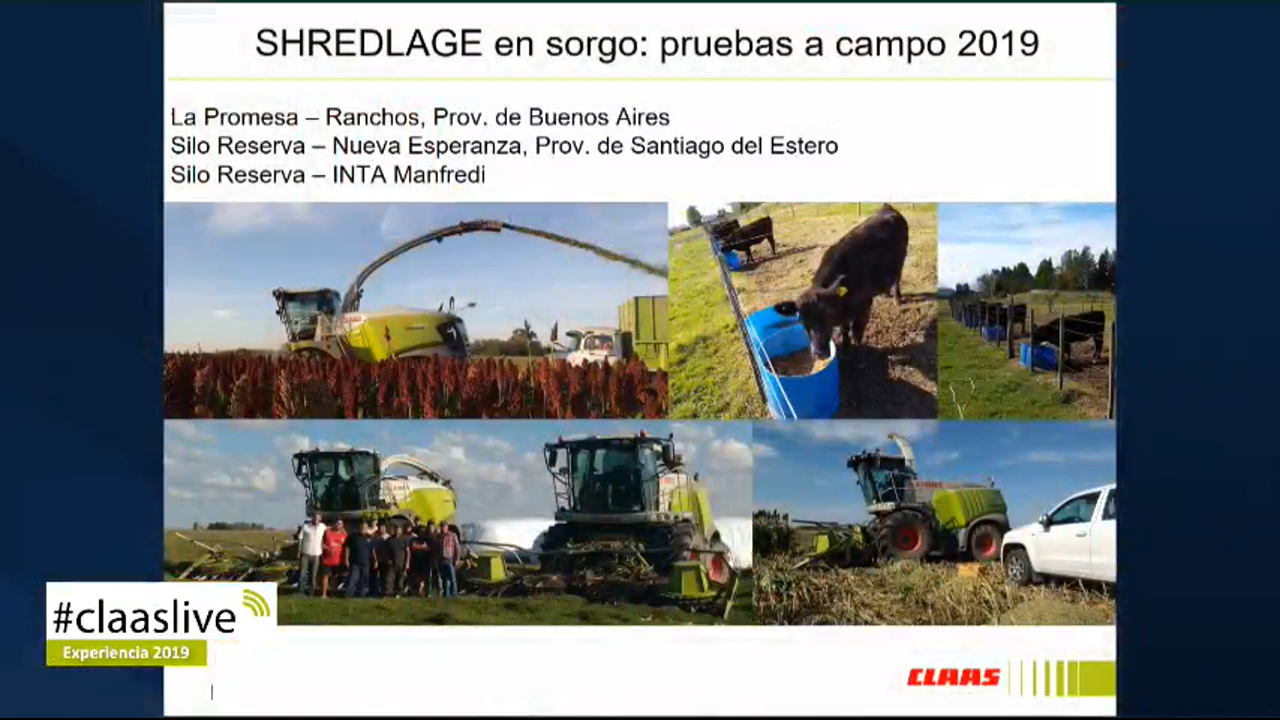 SHREDLAGE en sorgo: pruebas a campo 2019
La Promesa – Ranchos, Prov. de Buenos Aires
Silo Reserva – Nueva Esperanza, Prov. de Santiago del Estero
Silo Reserva – INTA Manfredi
CLAAS
#claaslive
Experiencia 2019
CLAAS